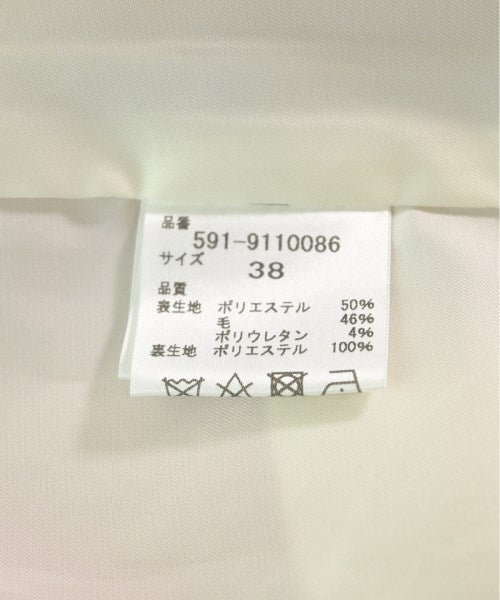 品番
591-9110086
サイズ
38
品質
表生地 ポリエステル 50%
毛 46%
ポリウレタン 4%
裏生地 ポリエステル 100%